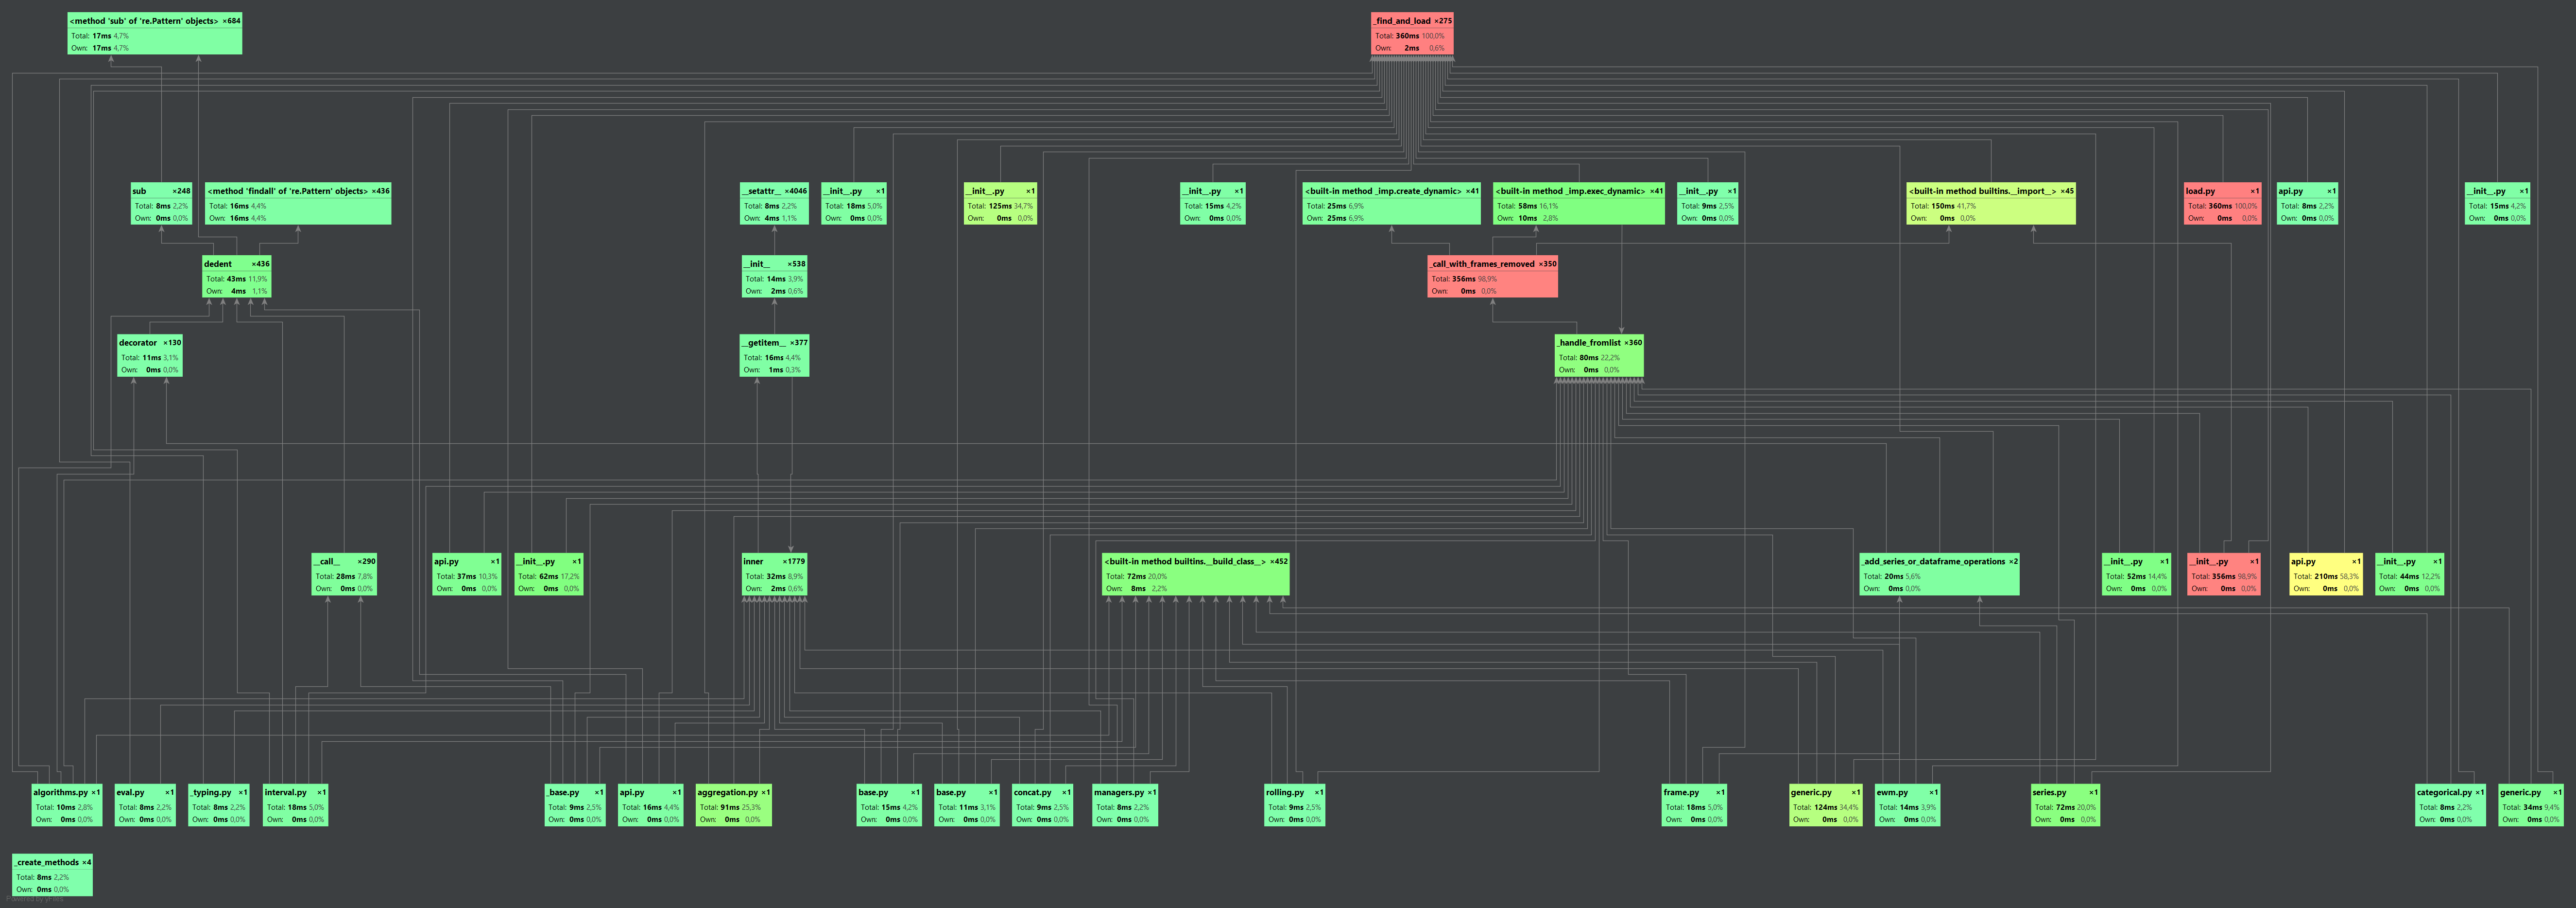 <method 'sub' of 're.Pattern' objects> ×684
Total: 17ms 4,7%
Own: 17ms 4,7%
_find_and_load ×275
Total: 360ms 100,0%
Own: 2ms 0,6%
sub ×248
Total: 8ms 2,2%
Own: 0ms 0,0%
<method 'findall' of 're.Pattern' objects> ×436
Total: 16ms 4,4%
Own: 16ms 4,4%
__setattr__ ×4046
Total: 8ms 2,2%
Own: 4ms 1,1%
__init__.py ×1
Total: 18ms 5,0%
Own: 0ms 0,0%
__init__.py ×1
Total: 125ms 34,7%
Own: 0ms 0,0%
__init__.py ×1
Total: 15ms 4,2%
Own: 0ms 0,0%
<built-in method _imp.create_dynamic> ×41
Total: 25ms 6,9%
Own: 25ms 6,9%
<built-in method _imp.exec_dynamic> ×41
Total: 58ms 16,1%
Own: 10ms 2,8%
__init__.py ×1
Total: 9ms 2,5%
Own: 0ms 0,0%
<built-in method builtins.__import__> ×45
Total: 150ms 41,7%
Own: 0ms 0,0%
load.py ×1
Total: 360ms 100,0%
Own: 0ms 0,0%
api.py ×1
Total: 8ms 2,2%
Own: 0ms 0,0%
__init__.py ×1
Total: 15ms 4,2%
Own: 0ms 0,0%
dedent ×436
Total: 43ms 11,9%
Own: 4ms 1,1%
__init__ ×538
Total: 14ms 3,9%
Own: 2ms 0,6%
_call_with_frames_removed ×350
Total: 356ms 98,9%
Own: 0ms 0,0%
decorator ×130
Total: 11ms 3,1%
Own: 0ms 0,0%
__getitem__ ×377
Total: 16ms 4,4%
Own: 1ms 0,3%
_handle_fromlist ×360
Total: 80ms 22,2%
Own: 0ms 0,0%
__call__ ×290
Total: 28ms 7,8%
Own: 0ms 0,0%
api.py ×1
Total: 37ms 10,3%
Own: 0ms 0,0%
__init__.py ×1
Total: 62ms 17,2%
Own: 0ms 0,0%
inner ×1779
Total: 32ms 8,9%
Own: 2ms 0,6%
<built-in method builtins.__build_class__> ×452
Total: 72ms 20,0%
Own: 8ms 2,2%
_add_series_or_dataframe_operations ×2
Total: 20ms 5,6%
Own: 0ms 0,0%
__init__.py ×1
Total: 52ms 14,4%
Own: 0ms 0,0%
__init__.py ×1
Total: 356ms 98,9%
Own: 0ms 0,0%
api.py ×1
Total: 210ms 58,3%
Own: 0ms 0,0%
__init__.py ×1
Total: 44ms 12,2%
Own: 0ms 0,0%
algorithms.py ×1
Total: 10ms 2,8%
Own: 0ms 0,0%
eval.py ×1
Total: 8ms 2,2%
Own: 0ms 0,0%
_typing.py ×1
Total: 8ms 2,2%
Own: 0ms 0,0%
interval.py ×1
Total: 18ms 5,0%
Own: 0ms 0,0%
_base.py ×1
Total: 9ms 2,5%
Own: 0ms 0,0%
api.py ×1
Total: 16ms 4,4%
Own: 0ms 0,0%
aggregation.py ×1
Total: 91ms 25,3%
Own: 0ms 0,0%
base.py ×1
Total: 15ms 4,2%
Own: 0ms 0,0%
base.py ×1
Total: 11ms 3,1%
Own: 0ms 0,0%
concat.py ×1
Total: 9ms 2,5%
Own: 0ms 0,0%
managers.py ×1
Total: 8ms 2,2%
Own: 0ms 0,0%
rolling.py ×1
Total: 9ms 2,5%
Own: 0ms 0,0%
frame.py ×1
Total: 18ms 5,0%
Own: 0ms 0,0%
generic.py ×1
Total: 124ms 34,4%
Own: 0ms 0,0%
ewm.py ×1
Total: 14ms 3,9%
Own: 0ms 0,0%
series.py ×1
Total: 72ms 20,0%
Own: 0ms 0,0%
categorical.py ×1
Total: 8ms 2,2%
Own: 0ms 0,0%
generic.py ×1
Total: 34ms 9,4%
Own: 0ms 0,0%
_create_methods ×4
Total: 8ms 2,2%
Own: 0ms 0,0%
Powered by yFiles